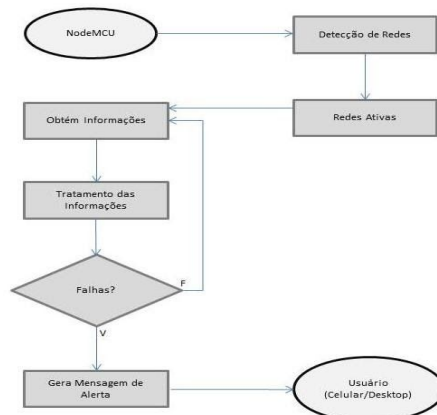 NodeMCU
Detecção de Redes
Redes Ativas
Obtém Informações
Tratamento das
Informações
Falhas?
F
V
Gera Mensagem de
Alerta
Usuário
(Celular/Desktop)